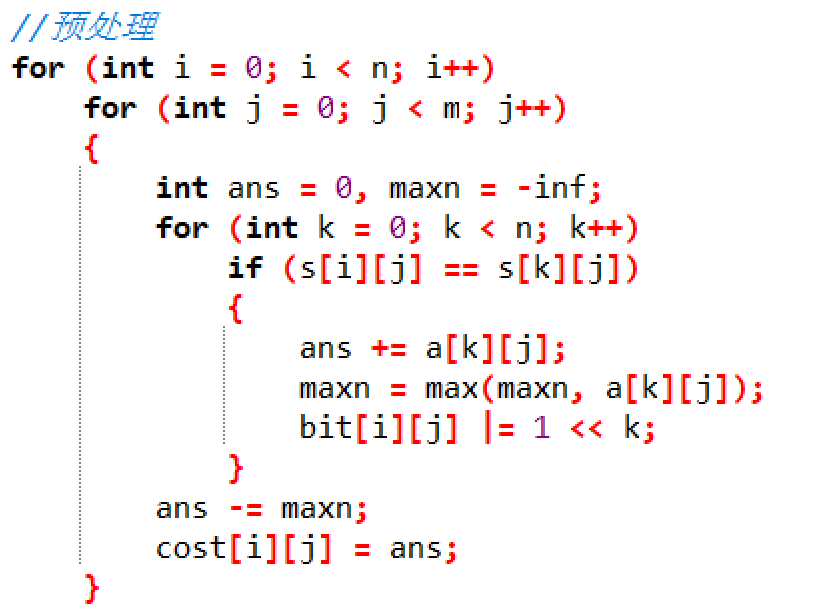 //预处理
for (int i = 0; i < n; i++)
    for (int j = 0; j < m; j++)
    {
        int ans = 0, maxn = -inf;
        for (int k = 0; k < n; k++)
            if (s[i][j] == s[k][j])
            {
                ans += a[k][j];
                maxn = max(maxn, a[k][j]);
                bit[i][j] |= 1 << k;
            }
        ans -= maxn;
        cost[i][j] = ans;
    }